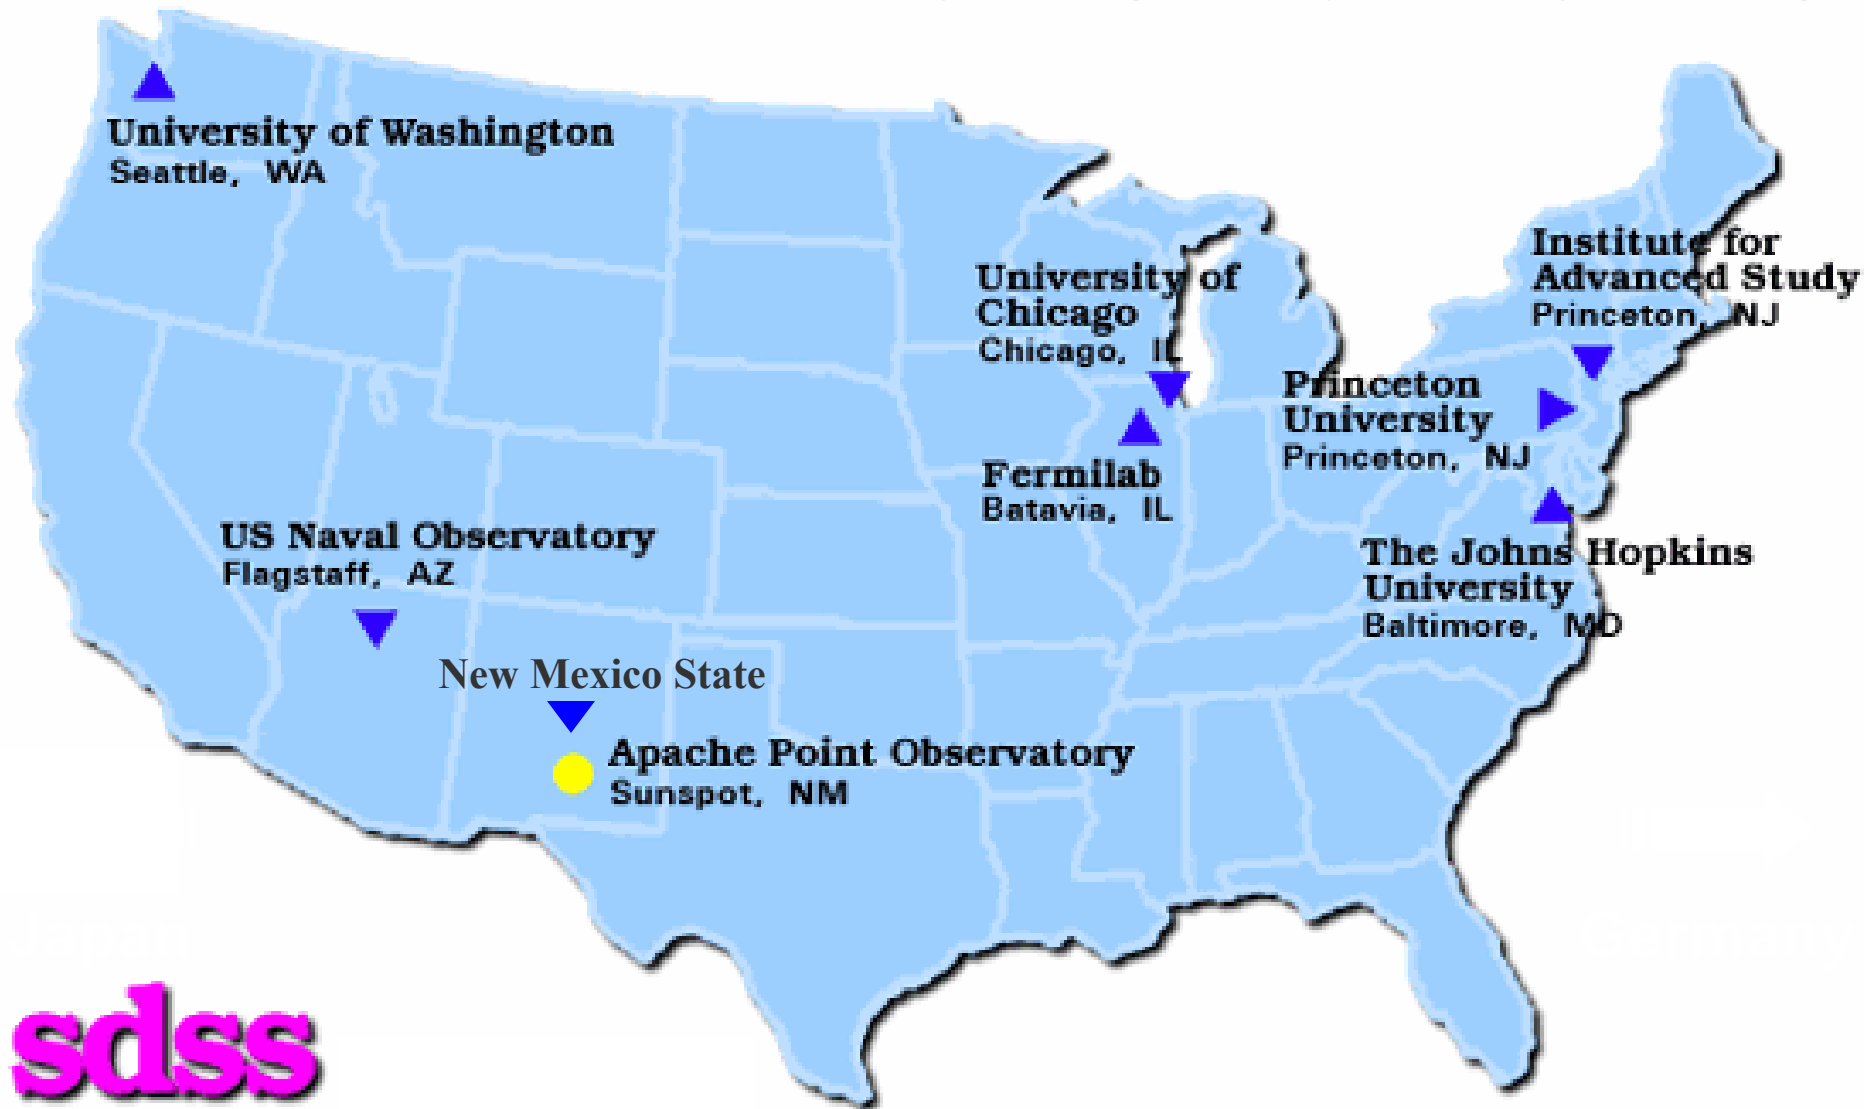 University of Washington
Seattle, WA
University of
Chicago
Chicago, IL
Institute for
Advanced Study
Princeton, NJ
Princeton
University
Princeton, NJ
Fermilab
Batavia, IL
US Naval Observatory
Flagstaff, AZ
The Johns Hopkins
University
Baltimore, MD
New Mexico State
Apache Point Observatory
Sunspot, NM
sdss